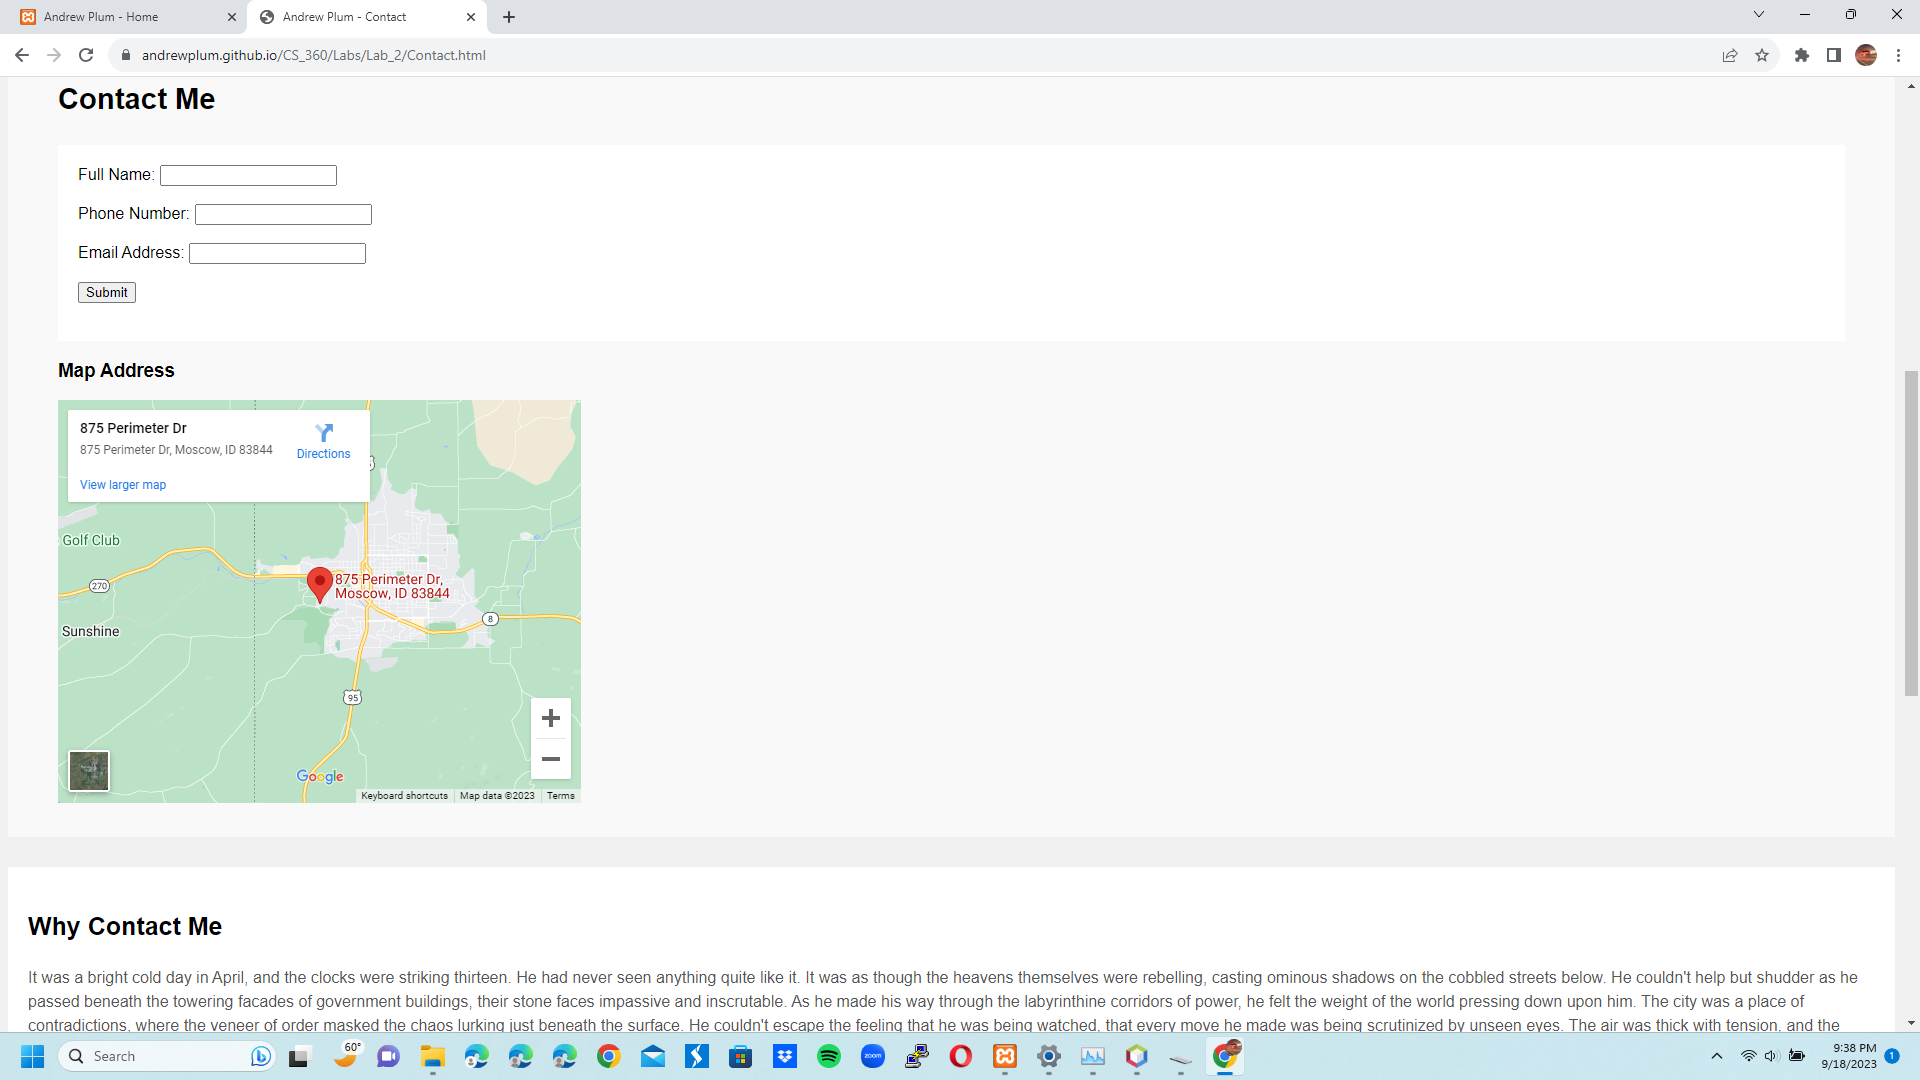 Andrew Plum - Home
Andrew Plum - Contact
andrewplum.github.io/CS_360/Labs/Lab_2/Contact.html
Contact Me
Full Name:
Phone Number:
Email Address:
Submit
Map Address
875 Perimeter Dr
875 Perimeter Dr, Moscow, ID 83844
Directions
View larger map
Golf Club
270
875 Perimeter Dr,
Moscow, ID 83844
8
Sunshine
95
Google
Keyboard shortcuts
Map data ©2023
Terms
Why Contact Me
It was a bright cold day in April, and the clocks were striking thirteen. He had never seen anything quite like it. It was as though the heavens themselves were rebelling, casting ominous shadows on the cobbled streets below. He couldn't help but shudder as he
passed beneath the towering facades of government buildings, their stone faces impassive and inscrutable. As he made his way through the labyrinthine corridors of power, he felt the weight of the world pressing down upon him. The city was a place of
contradictions, where the veneer of order masked the chaos lurking just beneath the surface. He couldn't escape the feeling that he was being watched, that every move he made was being scrutinized by unseen eyes. The air was thick with tension, and the
Search
60°
zoom
9:38 PM
9/18/2023
1